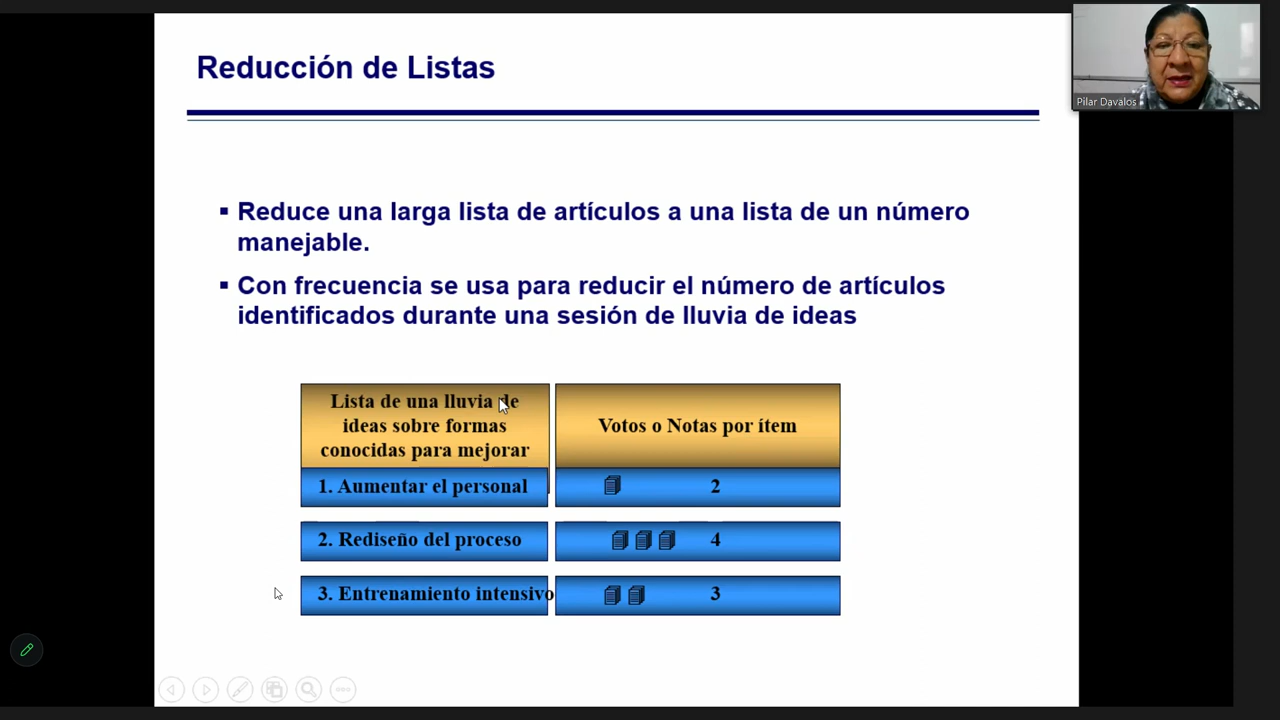 Reducción de Listas
Pilar Davalos
▪ Reduce una larga lista de artículos a una lista de un número
manejable.
▪ Con frecuencia se usa para reducir el número de artículos
identificados durante una sesión de lluvia de ideas
Lista de una lluvia de
ideas sobre formas
conocidas para mejorar
Votos o Notas por ítem
1. Aumentar el personal
2
2. Rediseño del proceso
4
3. Entrenamiento intensivo
3